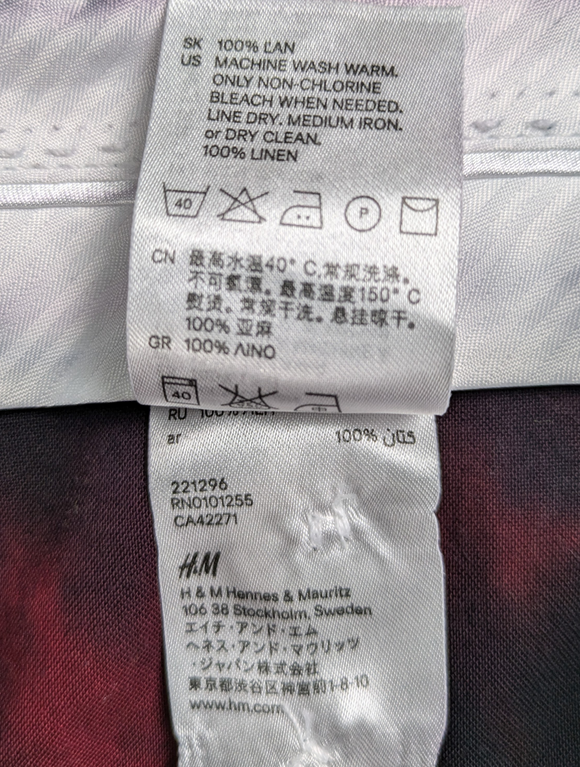 SK 100% ĽAN
US MACHINE WASH WARM.
ONLY NON-CHLORINE
BLEACH WHEN NEEDED.
LINE DRY. MEDIUM IRON.
or DRY CLEAN.
100% LINEN
40 P
CN 最高水温40° C,常规洗涤。
不可氯漂。最高温度150° C
熨烫。常规干洗。悬挂晾干。
100% 亚麻
GR 100% ΛΙΝΟ
40
RU 100%
ar 100% كتان
221296
RN0101255
CA42271
H&M
H & M Hennes & Mauritz
106 38 Stockholm, Sweden
エイチ・アンド・エム
ヘネス・アンド・マウリッツ
・ジャパン株式会社
東京都渋谷区神宮前1-8-10
www.hm.com